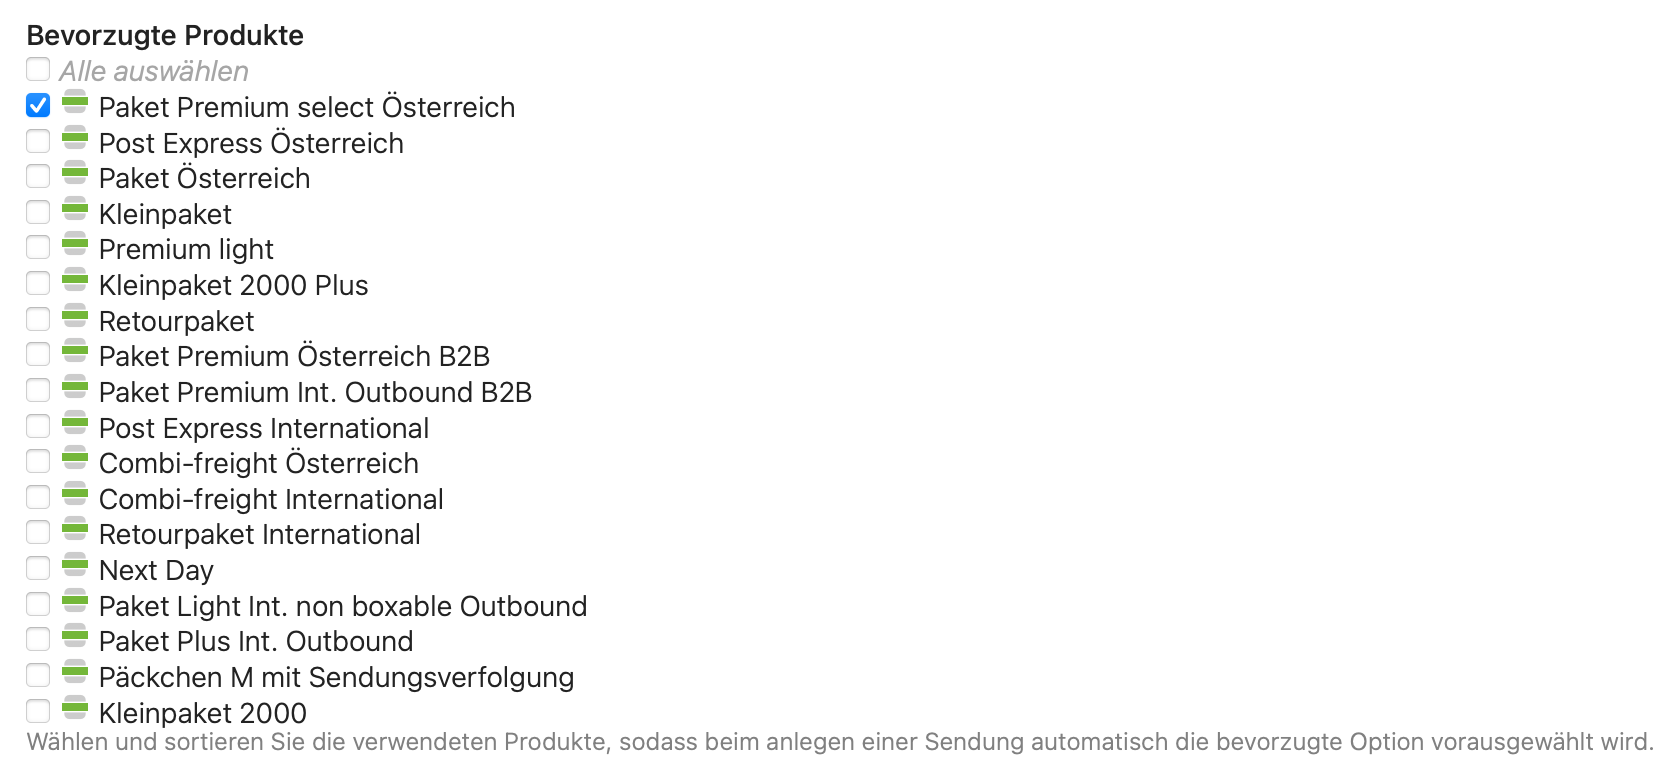 Bevorzugte Produkte
Alle auswählen
Paket Premium select Österreich
Post Express Österreich
Paket Österreich
Kleinpaket
Premium light
Kleinpaket 2000 Plus
Retourpaket
Paket Premium Österreich B2B
Paket Premium Int. Outbound B2B
Post Express International
Combi-freight Österreich
Combi-freight International
Retourpaket International
Next Day
Paket Light Int. non boxable Outbound
Paket Plus Int. Outbound
Päckchen M mit Sendungsverfolgung
Kleinpaket 2000
Wählen und sortieren Sie die verwendeten Produkte, sodass beim anlegen einer Sendung automatisch die bevorzugte Option vorausgewählt wird.